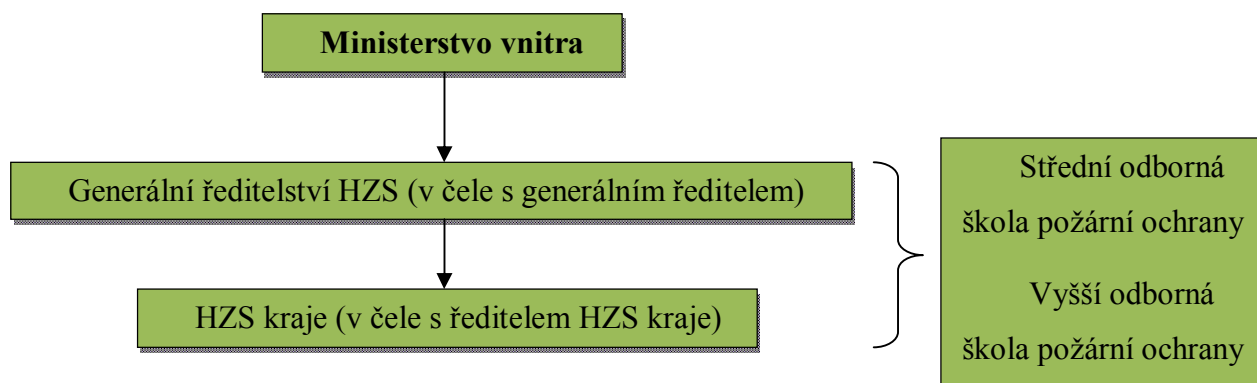 Ministerstvo vnitra
Generální ředitelství HZS (v čele s generálním ředitelem)
HZS kraje (v čele s ředitelem HZS kraje)
Střední odborná
škola požární ochrany
Vyšší odborná
škola požární ochrany